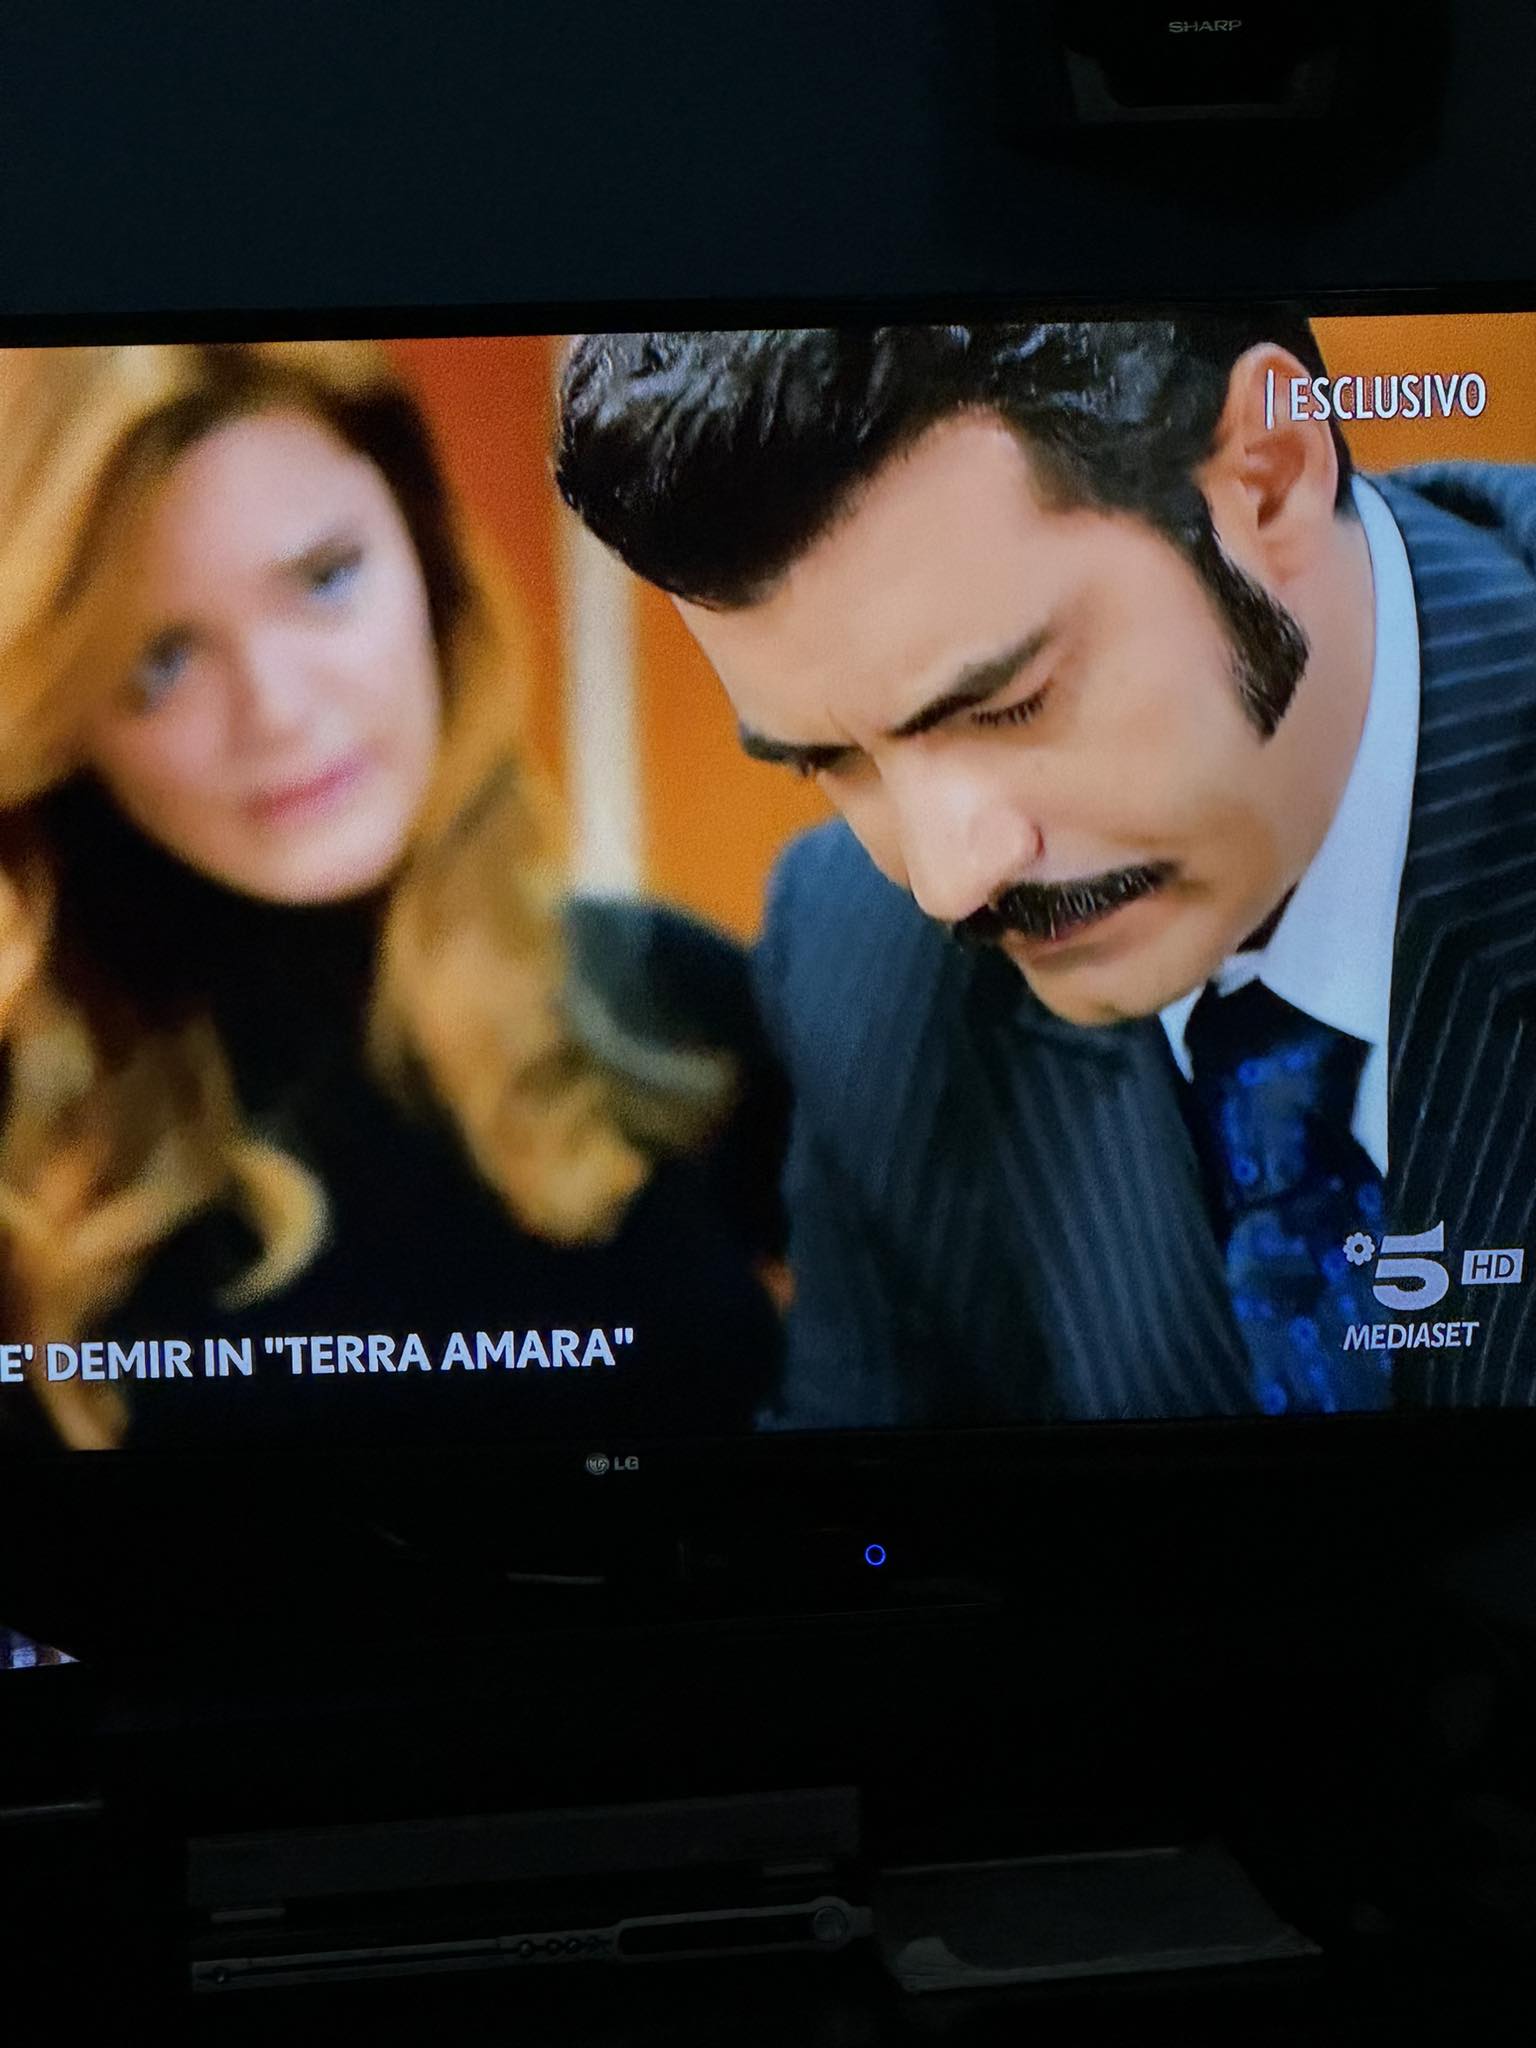 SHARP
| ESCLUSIVO
5 HD
MEDIASET
E' DEMIR IN "TERRA AMARA"
LG